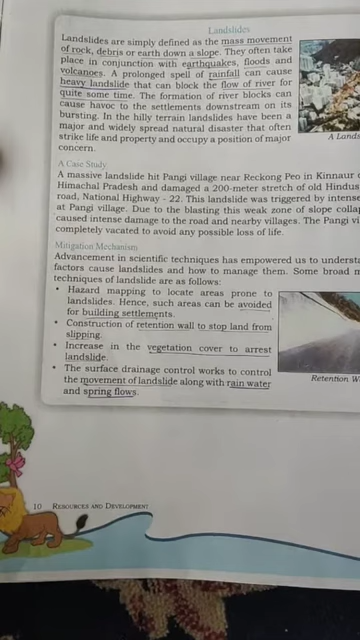 Landslides
Landslides are simply defined as the mass movement
of rock, debris or earth down a slope. They often take
place in conjunction with earthquakes, floods and
volcanoes. A prolonged spell of rainfall can cause
heavy landslide that can block the flow of river for
quite some time. The formation of river blocks can
cause havoc to the settlements downstream on its
bursting. In the hilly terrain landslides have been a
major and widely spread natural disaster that often
strike life and property and occupy a position of major
concern.
A Lands
A Case Study
A massive landslide hit Pangi village near Reckong Peo in Kinnaur
Himachal Pradesh and damaged a 200-meter stretch of old Hindus
road, National Highway - 22. This landslide was triggered by intense
at Pangi village. Due to the blasting this weak zone of slope collap
caused intense damage to the road and nearby villages. The Pangi vi
completely vacated to avoid any possible loss of life.
Mitigation Mechanism
Advancement in scientific techniques has empowered us to understa
factors cause landslides and how to manage them. Some broad m
techniques of landslide are as follows:
• Hazard mapping to locate areas prone to
landslides. Hence, such areas can be avoided
for building settlements.
• Construction of retention wall to stop land from
slipping.
• Increase in the vegetation cover to arrest
landslide.
• The surface drainage control works to control
the movement of landslide along with rain water
and spring flows.
Retention W
10 RESOURCES AND DEVELOPMENT